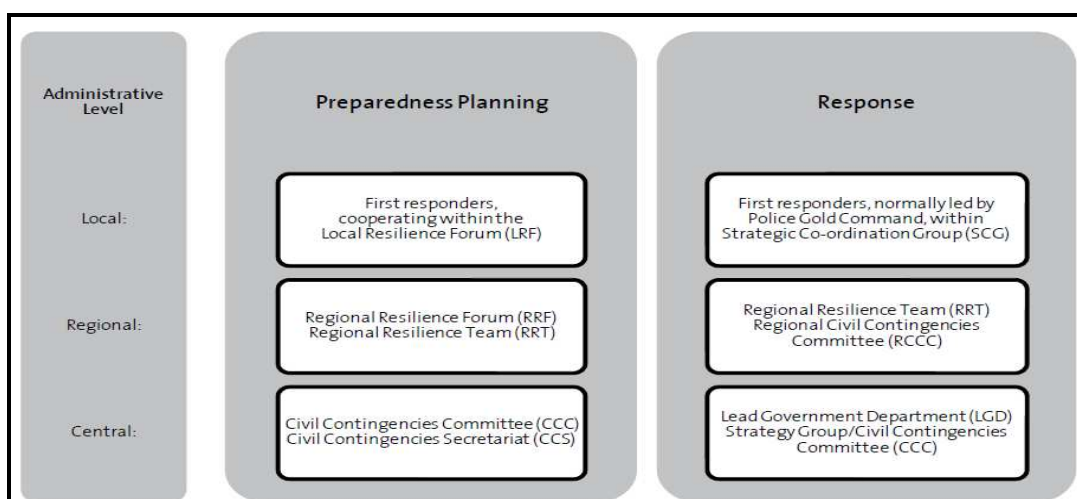 Administrative
Level
Preparedness Planning
Response
Local:
First responders,
cooperating within the
Local Resilience Forum (LRF)
First responders, normally led by
Police Gold Command, within
Strategic Co-ordination Group (SCG)
Regional:
Regional Resilience Forum (RRF)
Regional Resilience Team (RRT)
Regional Resilience Team (RRT)
Regional Civil Contingencies
Committee (RCCC)
Central:
Civil Contingencies Committee (CCC)
Civil Contingencies Secretariat (CCS)
Lead Government Department (LGD)
Strategy Group/Civil Contingencies
Committee (CCC)